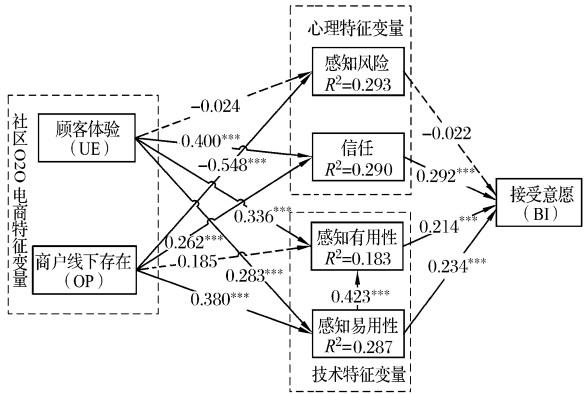 心理特征变量
感知风险
R²=0.293
信任
R²=0.290
社区O2O电商特征变量
顾客体验
(UE)
商户线下存在
(OP)
-0.024
0.400***
-0.548***
0.336***
0.262***
0.185
0.283***
0.380***
-0.022
0.292***
0.214***
0.234***
接受意愿
(BI)
感知有用性
R²=0.183
0.423***
感知易用性
R²=0.287
技术特征变量